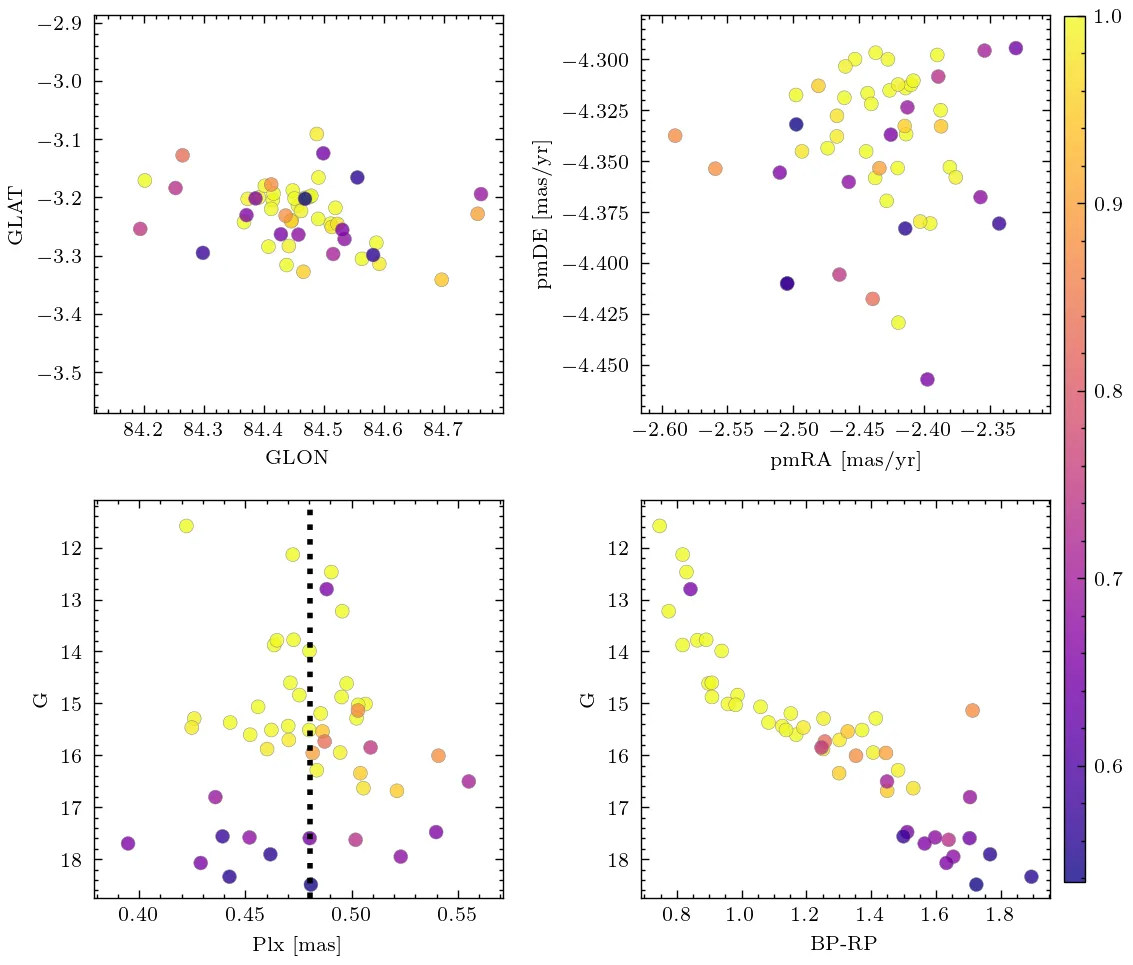 −2.9
−3.0
−3.1
−3.2
−3.3
−3.4
−3.5
GLAT
84.2 84.3 84.4 84.5 84.6 84.7
GLON
−4.300
−4.325
−4.350
−4.375
−4.400
−4.425
−4.450
pmDE [mas/yr]
−2.60 −2.55 −2.50 −2.45 −2.40 −2.35
pmRA [mas/yr]
1.0
0.9
0.8
0.7
0.6
12
13
14
15
16
17
18
G
0.40 0.45 0.50 0.55
Plx [mas]
12
13
14
15
16
17
18
G
0.8 1.0 1.2 1.4 1.6 1.8
BP-RP